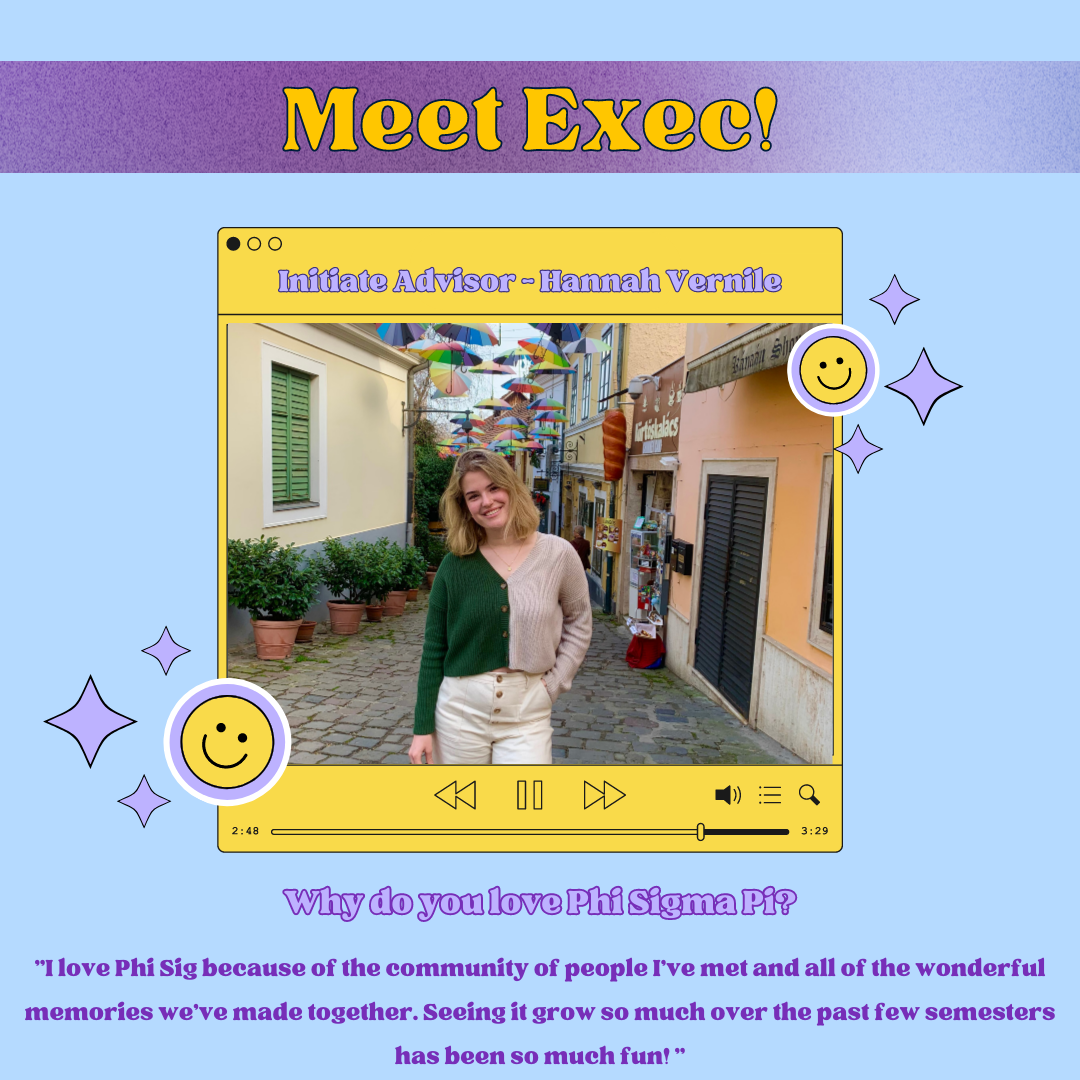 Meet Exec!
Initiate Advisor - Hannah Vernile
Kürtőskalács
2:48
3:29
Why do you love Phi Sigma Pi?
"I love Phi Sig because of the community of people I've met and all of the wonderful
memories we've made together. Seeing it grow so much over the past few semesters
has been so much fun! "